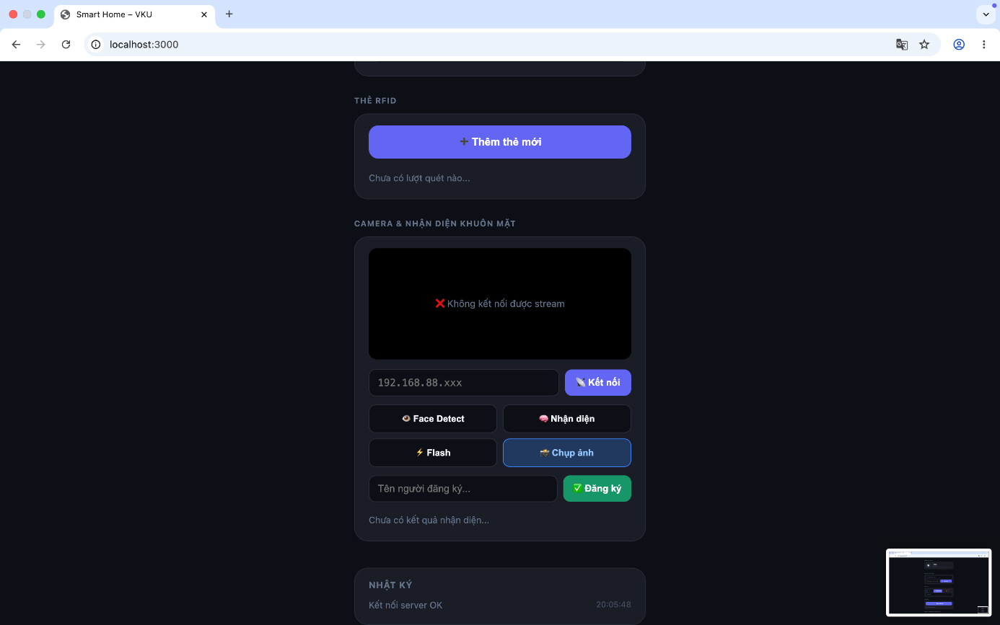 Smart Home – VKU
localhost:3000
THẺ RFID
➕ Thêm thẻ mới
Chưa có lượt quét nào...
CAMERA & NHẬN DIỆN KHUÔN MẶT
❌ Không kết nối được stream
192.168.88.xxx
📡 Kết nối
👁 Face Detect
🧠 Nhận diện
⚡ Flash
📸 Chụp ảnh
Tên người đăng ký...
✅ Đăng ký
Chưa có kết quả nhận diện...
NHẬT KÝ
Kết nối server OK
20:05:48